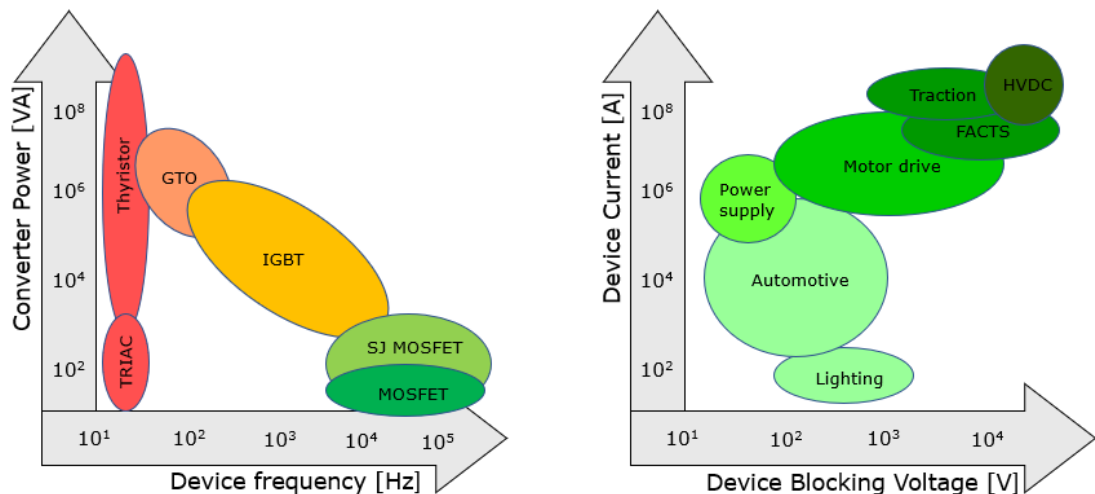 Converter Power [VA]
10⁸
10⁶
10⁴
10²
Thyristor
TRIAC
GTO
IGBT
SJ MOSFET
MOSFET
10¹
10²
10³
10⁴
10⁵
Device frequency [Hz]
Device Current [A]
10⁸
10⁶
10⁴
10²
HVDC
Traction
FACTS
Motor drive
Power
supply
Automotive
Lighting
10¹
10²
10³
10⁴
Device Blocking Voltage [V]